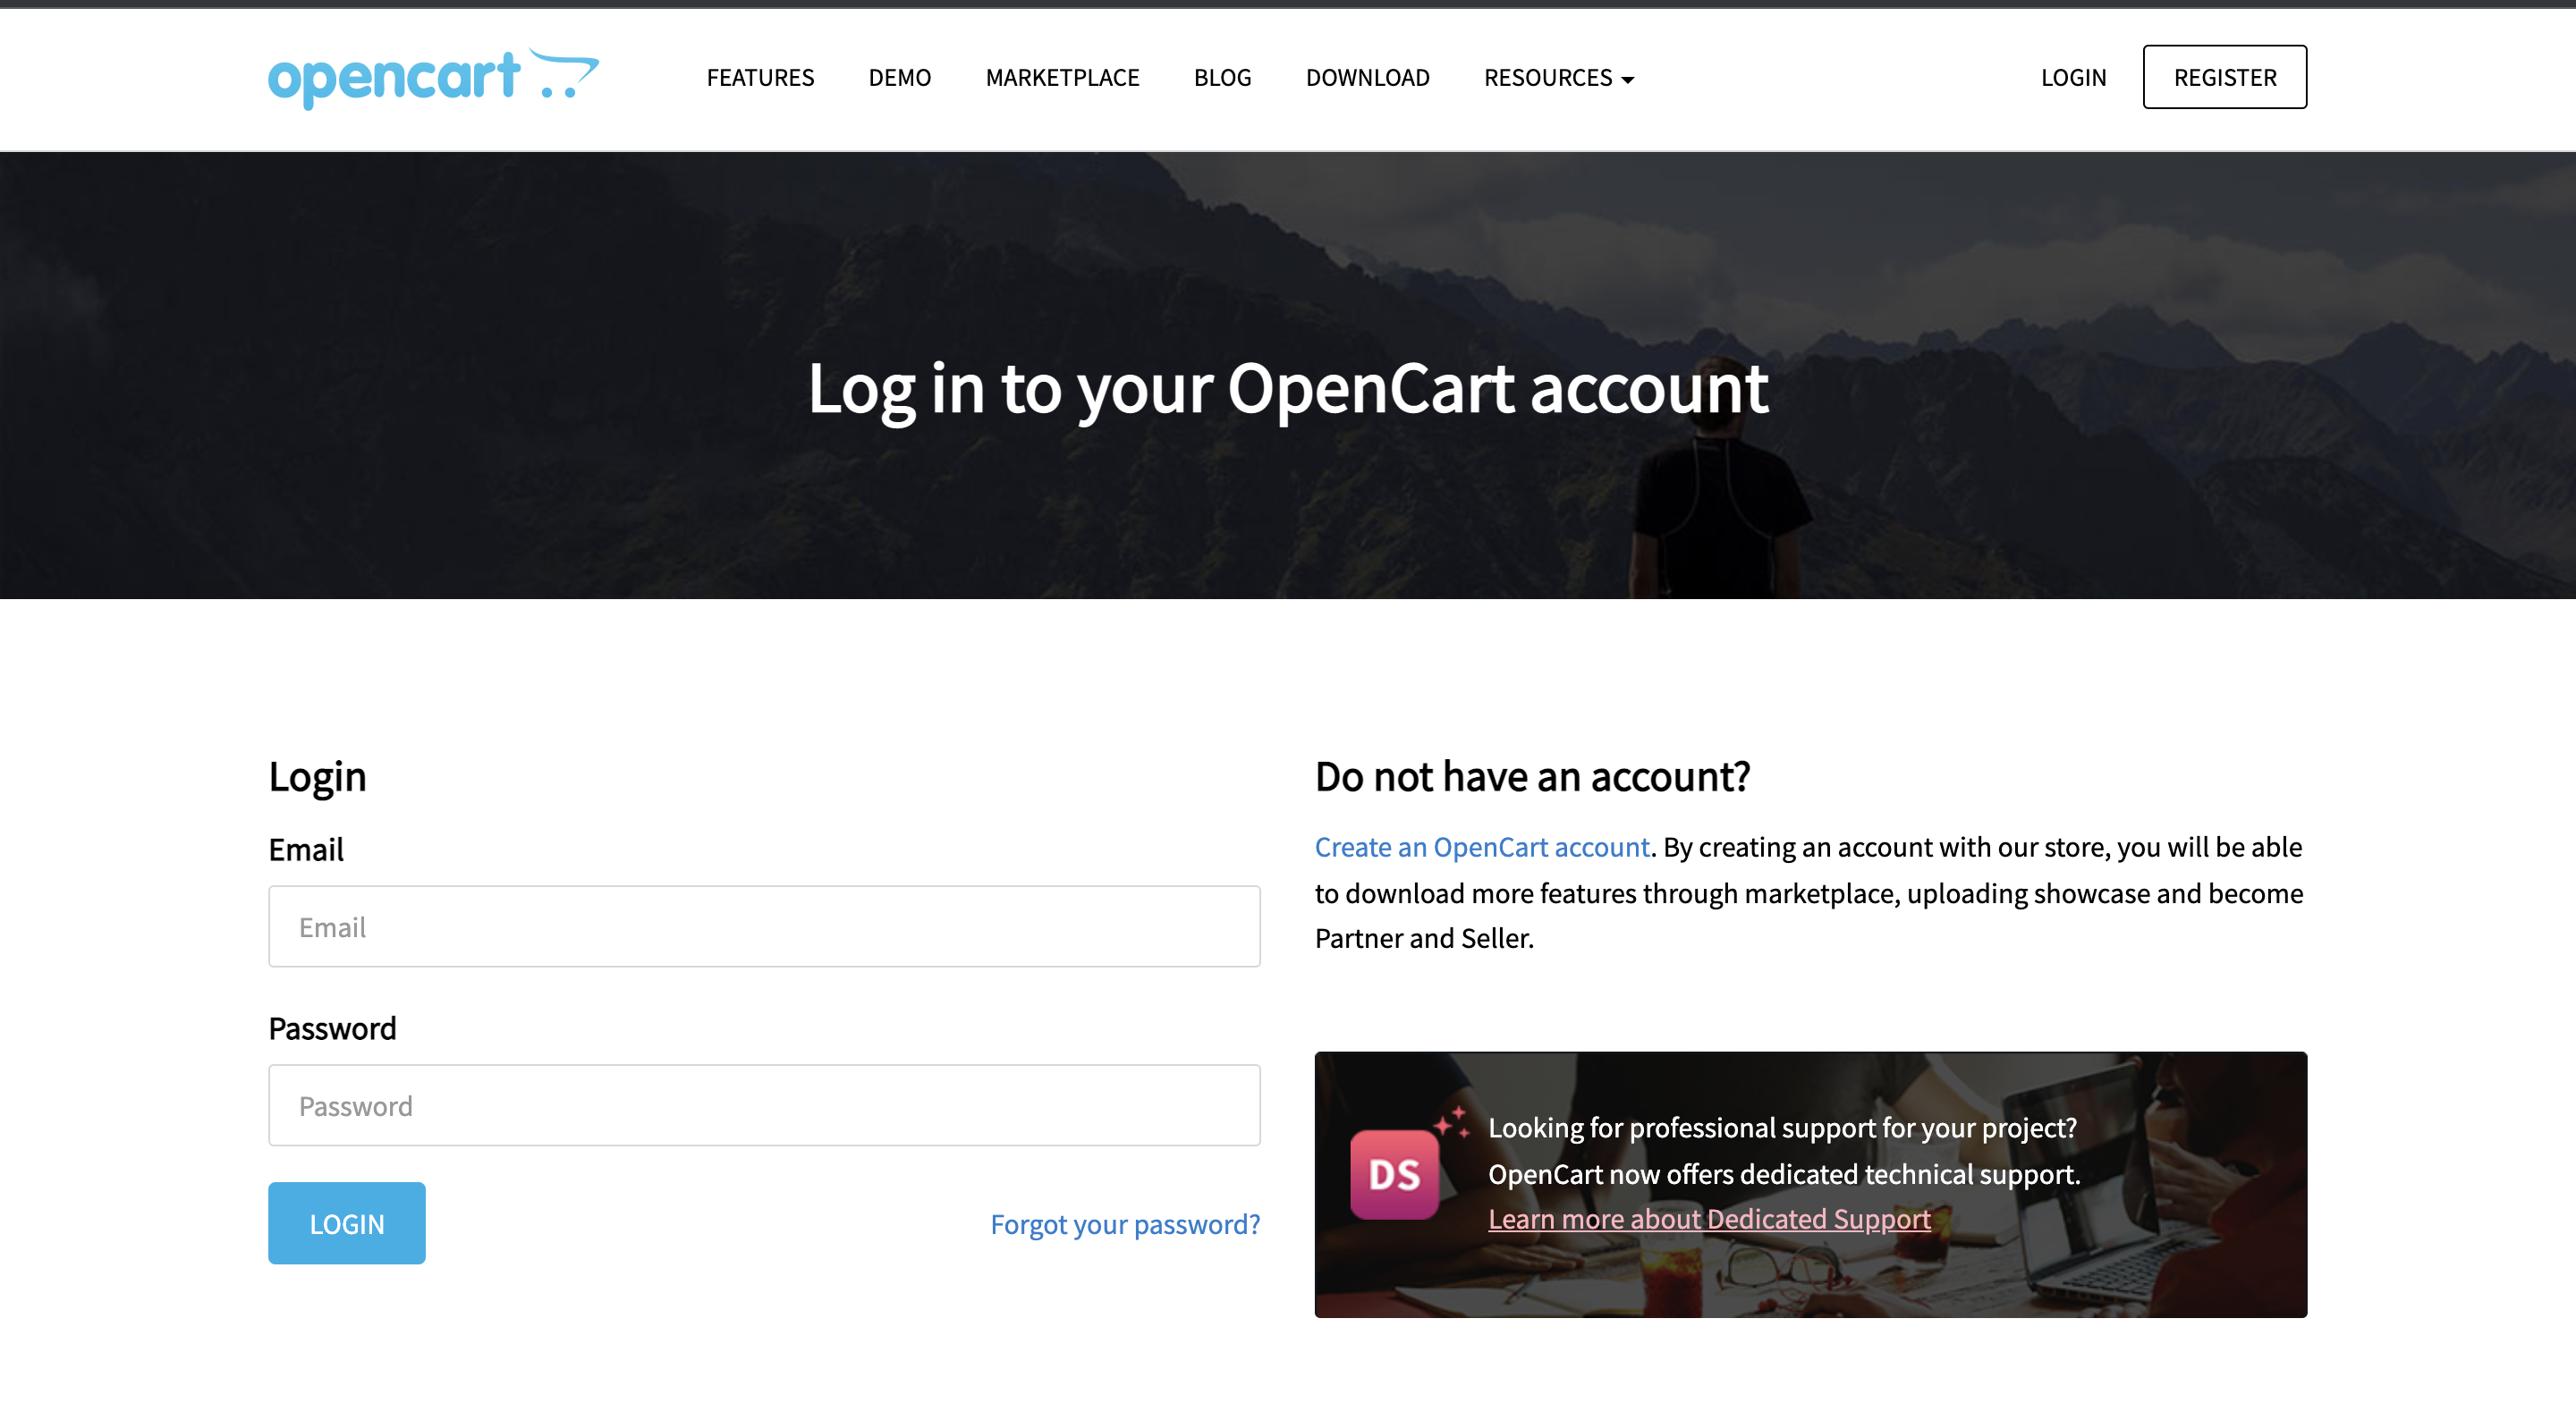 opencart
FEATURES
DEMO
MARKETPLACE
BLOG
DOWNLOAD
RESOURCES
LOGIN
REGISTER
Log in to your OpenCart account
Login
Email
Email
Password
Password
LOGIN
Forgot your password?
Do not have an account?
Create an OpenCart account. By creating an account with our store, you will be able
to download more features through marketplace, uploading showcase and become
Partner and Seller.
DS
Looking for professional support for your project?
OpenCart now offers dedicated technical support.
Learn more about Dedicated Support